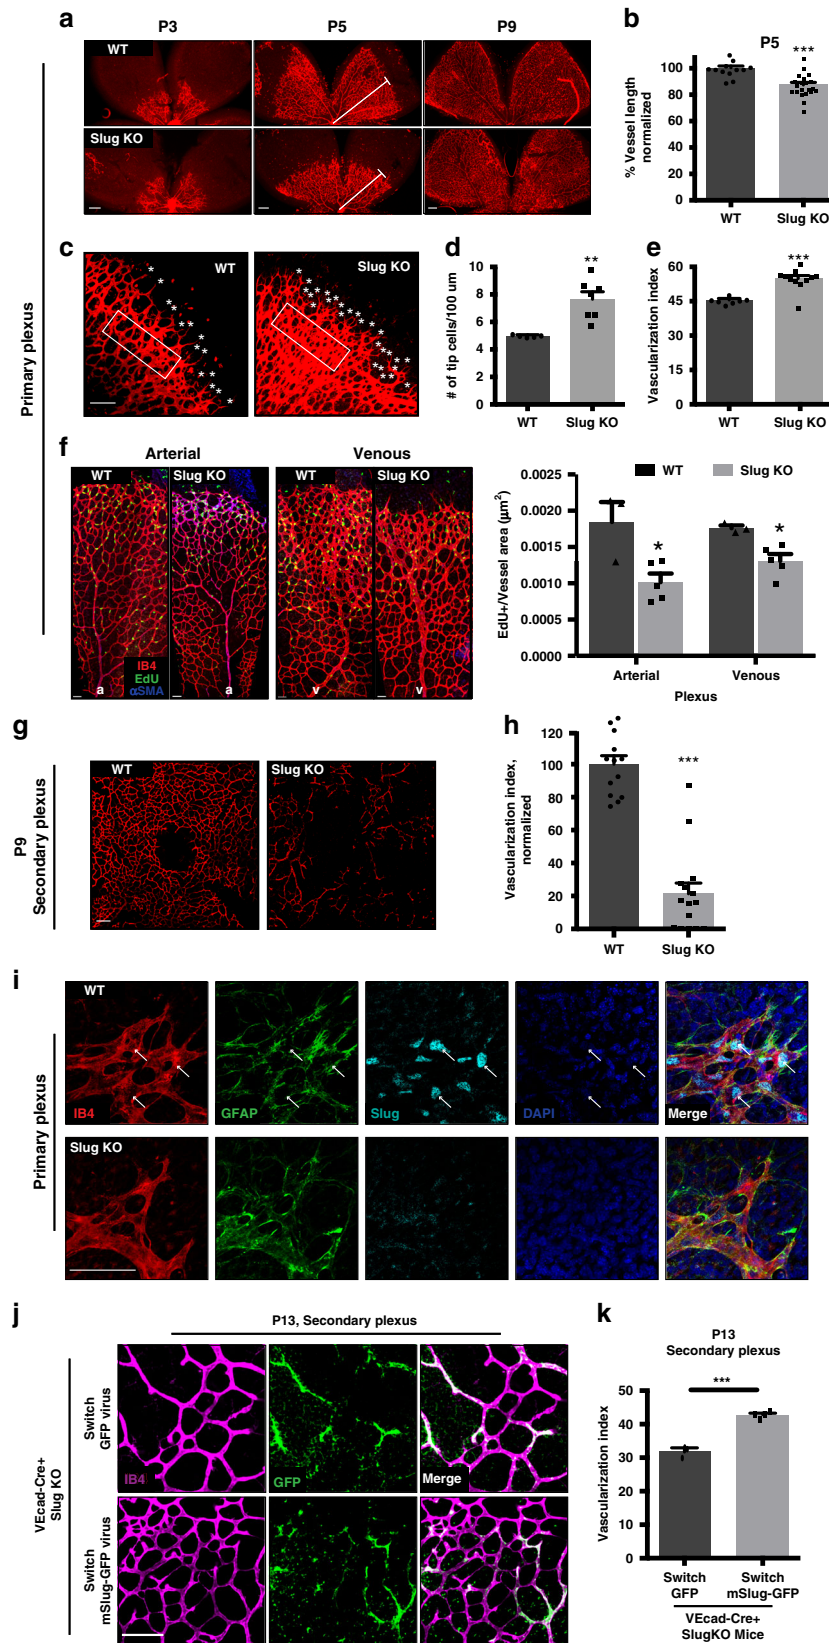 a
P3
P5
P9
WT
Slug KO
b
P5
***
% Vessel length
normalized
100
80
60
40
20
0
WT
Slug KO
Primary plexus
c
WT
Slug KO
d
**
# of tip cells/100 um
10
8
6
4
2
0
WT
Slug KO
e
***
Vascularization index
60
45
30
15
0
WT
Slug KO
f
Arterial
Venous
WT
Slug KO
WT
Slug KO
IB4
EdU
αSMA
a
a
v
v
WT
Slug KO
EdU+/Vessel area (µm²)
0.0025
0.0020
0.0015
0.0010
0.0005
0.0000
*
*
Arterial
Venous
Plexus
g
P9
Secondary plexus
WT
Slug KO
h
***
Vascularization index,
normalized
120
100
80
60
40
20
0
WT
Slug KO
i
Primary plexus
WT
IB4
GFAP
Slug
DAPI
Merge
Slug KO
j
P13, Secondary plexus
VEcad-Cre+
Slug KO
Switch
GFP virus
IB4
GFP
Merge
Switch
mSlug-GFP virus
k
P13
Secondary plexus
***
Vascularization index
50
40
30
20
10
0
Switch
GFP
Switch
mSlug-GFP
VEcad-Cre+
SlugKO Mice